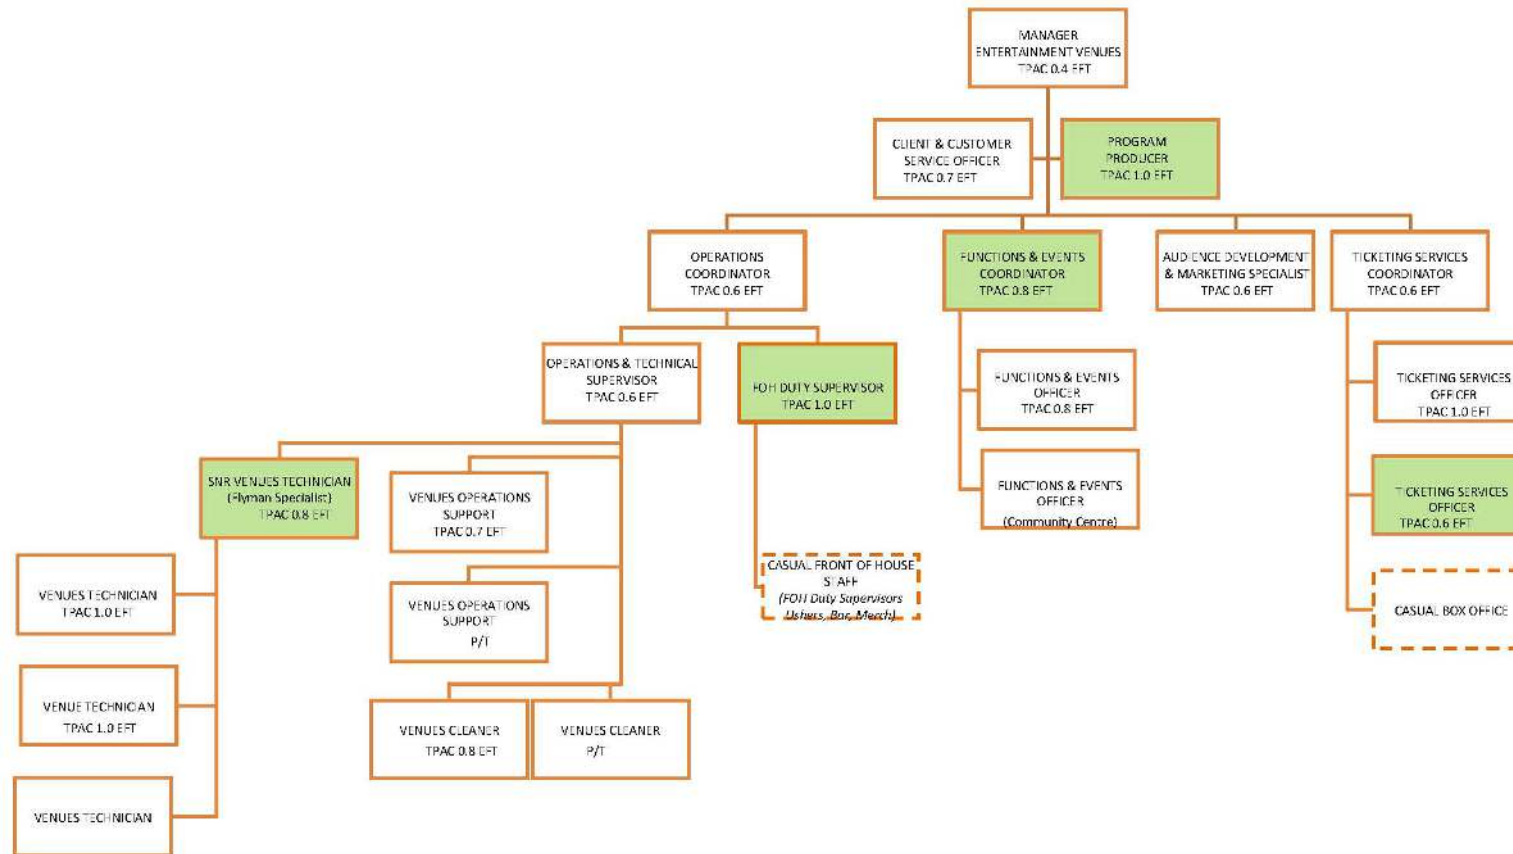 MANAGER
ENTERTAINMENT VENUES
TPAC 0.4 EFT
CLIENT & CUSTOMER
SERVICE OFFICER
TPAC 0.7 EFT
PROGRAM
PRODUCER
TPAC 1.0 EFT
OPERATIONS
COORDINATOR
TPAC 0.6 EFT
FUNCTIONS & EVENTS
COORDINATOR
TPAC 0.8 EFT
AUDIENCE DEVELOPMENT
& MARKETING SPECIALIST
TPAC 0.6 EFT
TICKETING SERVICES
COORDINATOR
TPAC 0.6 EFT
OPERATIONS & TECHNICAL
SUPERVISOR
TPAC 0.6 EFT
FOH DUTY SUPERVISOR
TPAC 1.0 EFT
FUNCTIONS & EVENTS
OFFICER
TPAC 0.8 EFT
TICKETING SERVICES
OFFICER
TPAC 1.0 EFT
SNR VENUES TECHNICIAN
(Flyman Specialist)
TPAC 0.8 EFT
VENUES OPERATIONS
SUPPORT
TPAC 0.7 EFT
FUNCTIONS & EVENTS
OFFICER
(Community Centre)
TICKETING SERVICES
OFFICER
TPAC 0.6 EFT
VENUES TECHNICIAN
TPAC 1.0 EFT
VENUES OPERATIONS
SUPPORT
P/T
CASUAL FRONT OF HOUSE
STAFF
(FOH Duty Supervisors
Ushers, Bar, Merch)
CASUAL BOX OFFICE
VENUE TECHNICIAN
TPAC 1.0 EFT
VENUES CLEANER
TPAC 0.8 EFT
VENUES CLEANER
P/T
VENUES TECHNICIAN